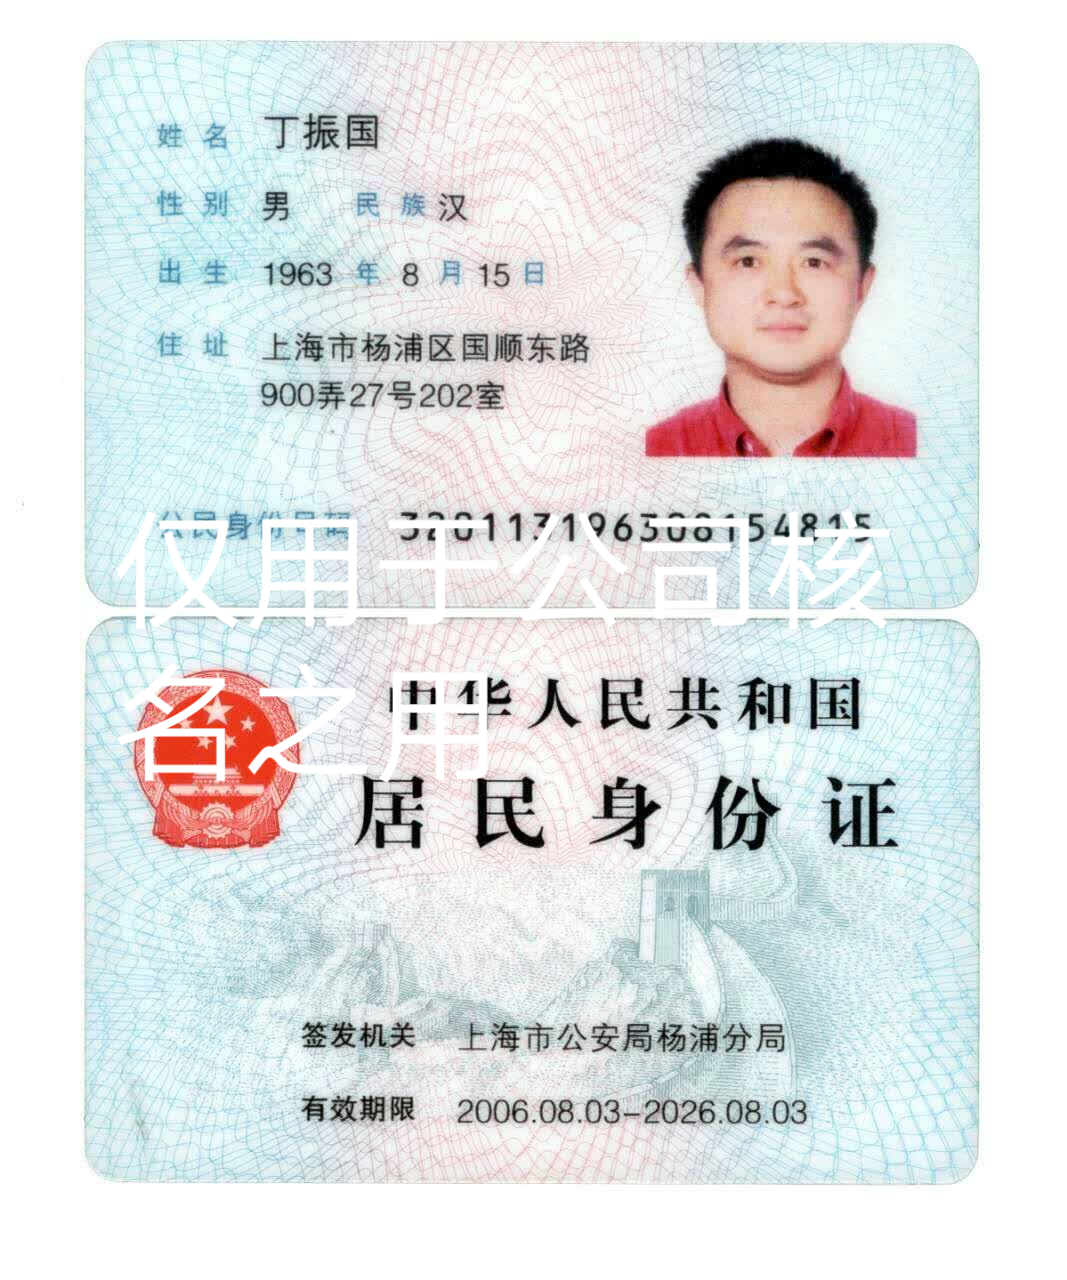 姓名 丁振国
性别 男 民族 汉
出生 1963 年 8 月 15 日
住址 上海市杨浦区国顺东路
900弄27号202室
公民身份号码 320113196308154815
仅用于公司核
名之用
中华人民共和国
居民身份证
签发机关 上海市公安局杨浦分局
有效期限 2006.08.03-2026.08.03